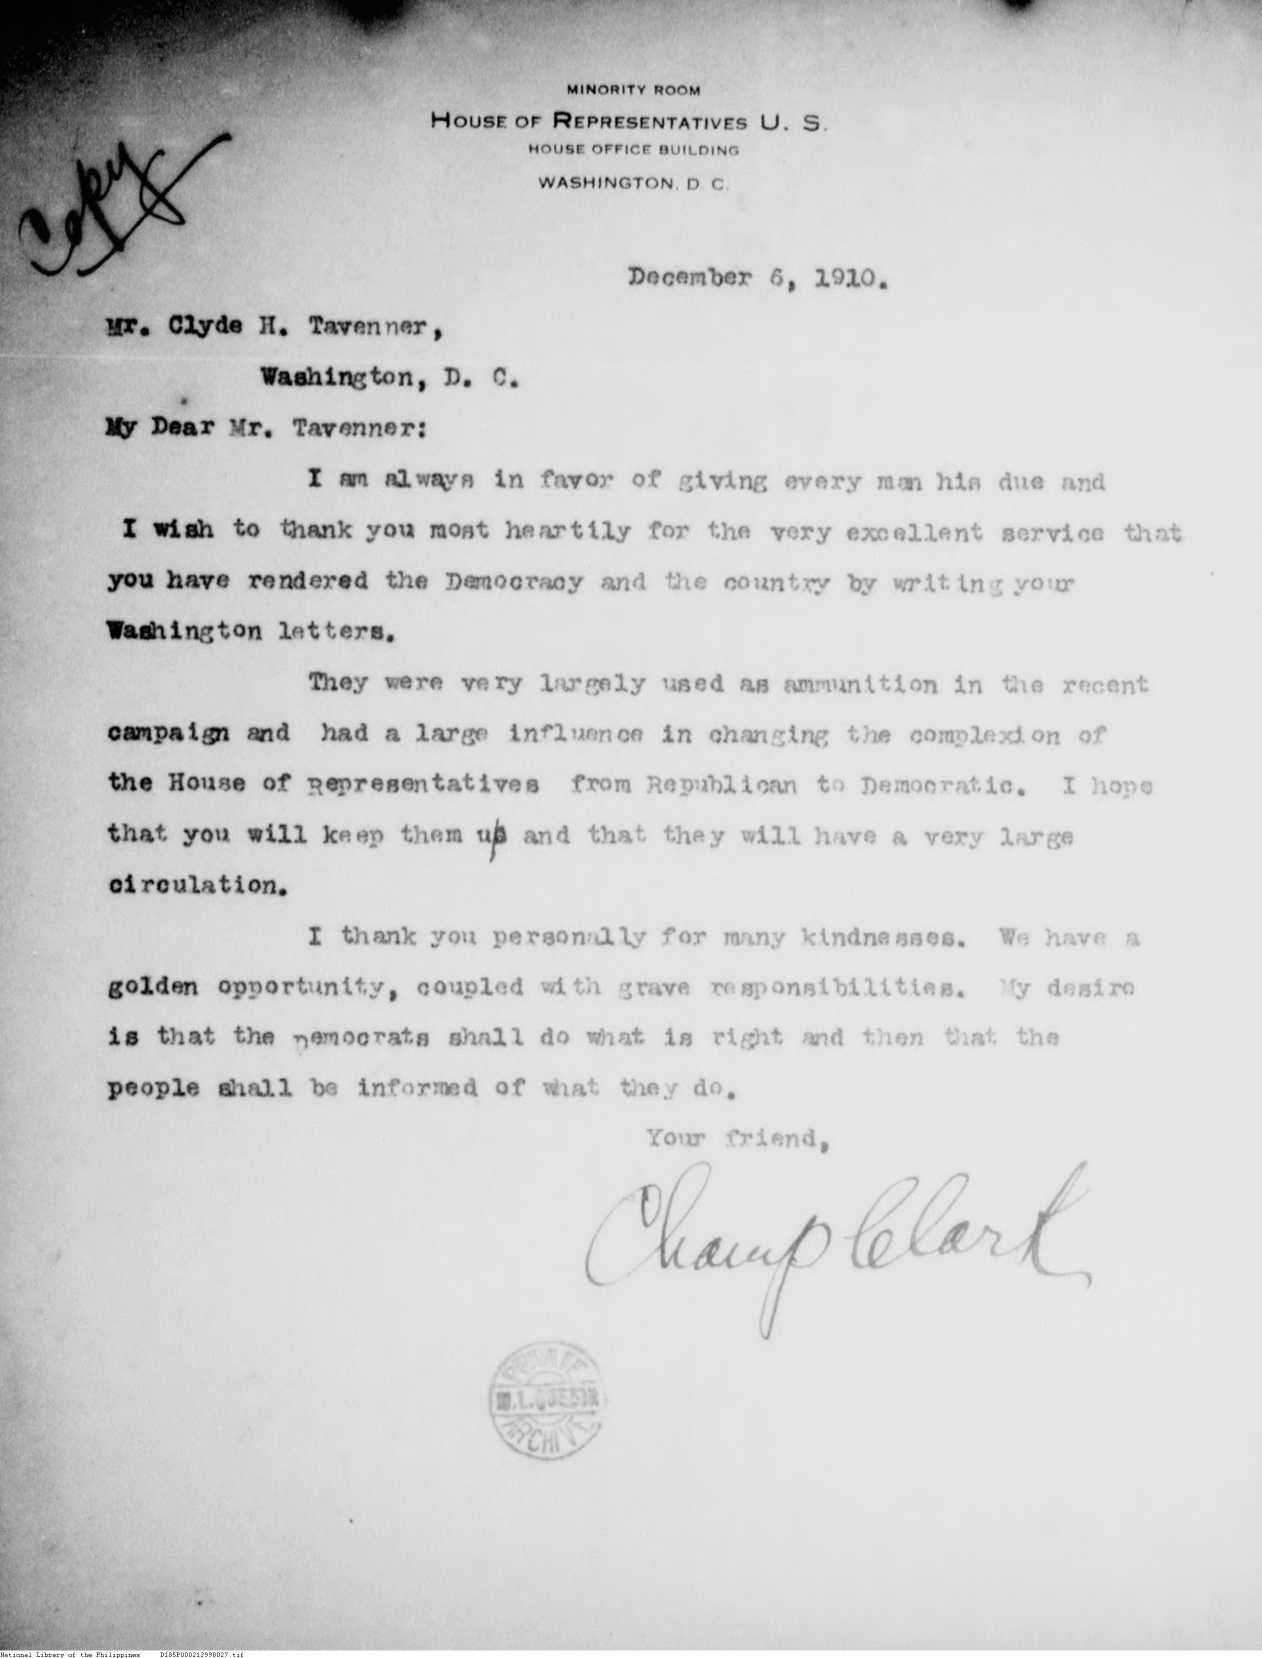 MINORITY ROOM
HOUSE OF REPRESENTATIVES U. S.
HOUSE OFFICE BUILDING
WASHINGTON, D. C.
Copy
December 6, 1910.
Mr. Clyde H. Tavenner,
Washington, D. C.
My Dear Mr. Tavenner:
I am always in favor of giving every man his due and
I wish to thank you most heartily for the very excellent service that
you have rendered the Democracy and the country by writing your
Washington letters.
They were very largely used as ammunition in the recent
campaign and had a large influence in changing the complexion of
the House of Representatives from Republican to Democratic. I hope
that you will keep them up and that they will have a very large
circulation.
I thank you personally for many kindnesses. We have a
golden opportunity, coupled with grave responsibilities. My desire
is that the Democrats shall do what is right and then that the
people shall be informed of what they do.
Your friend,
Champ Clark
PRIVATE
M.L.QUEZON
ARCHIVE
National Library of the Philippines D185P000212998027.tif